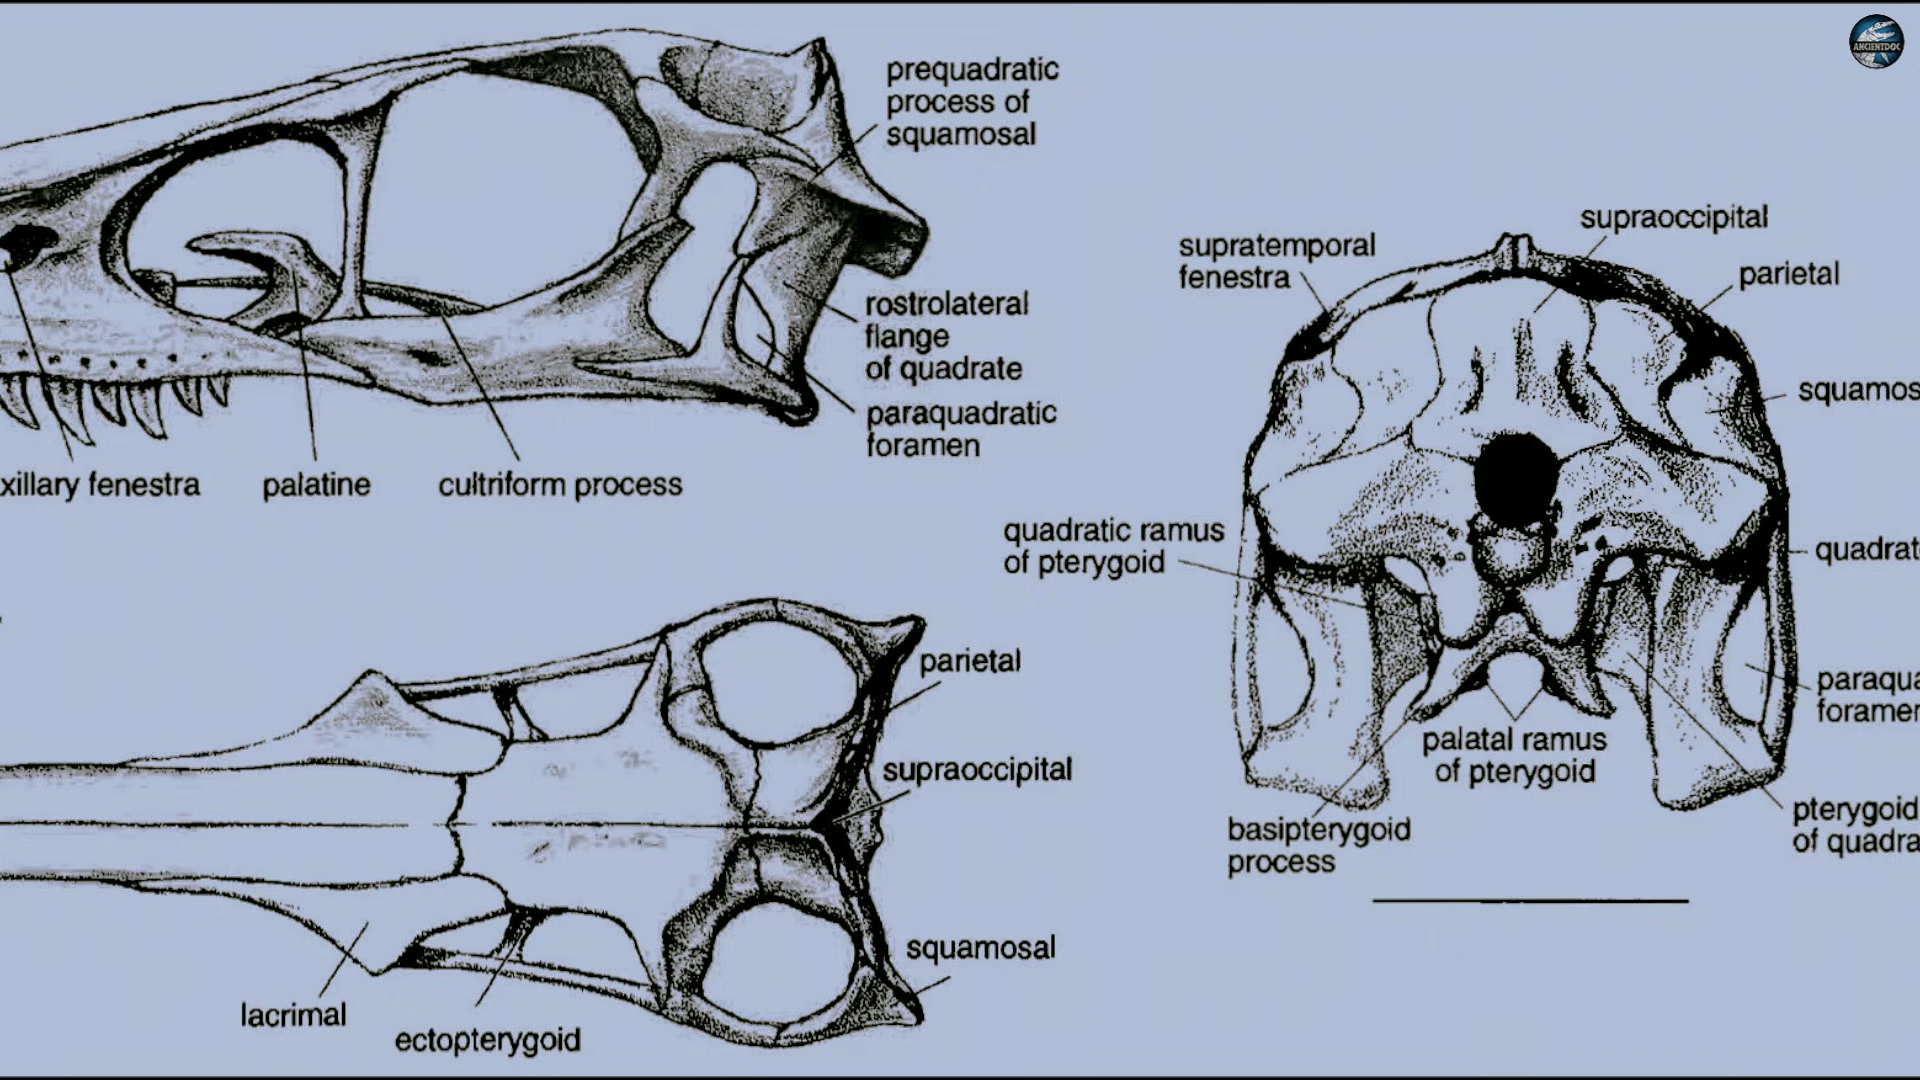 ANCIENTDOC
prequadratic
process of
squamosal
rostrolateral
flange
of quadrate
paraquadratic
foramen
xillary fenestra
palatine
cultriform process
parietal
supraoccipital
squamosal
lacrimal
ectopterygoid
supraoccipital
supratemporal
fenestra
parietal
squamos
quadratic ramus
of pterygoid
quadrat
paraqua
foramen
palatal ramus
of pterygoid
basipterygoid
process
pterygoid
of quadra